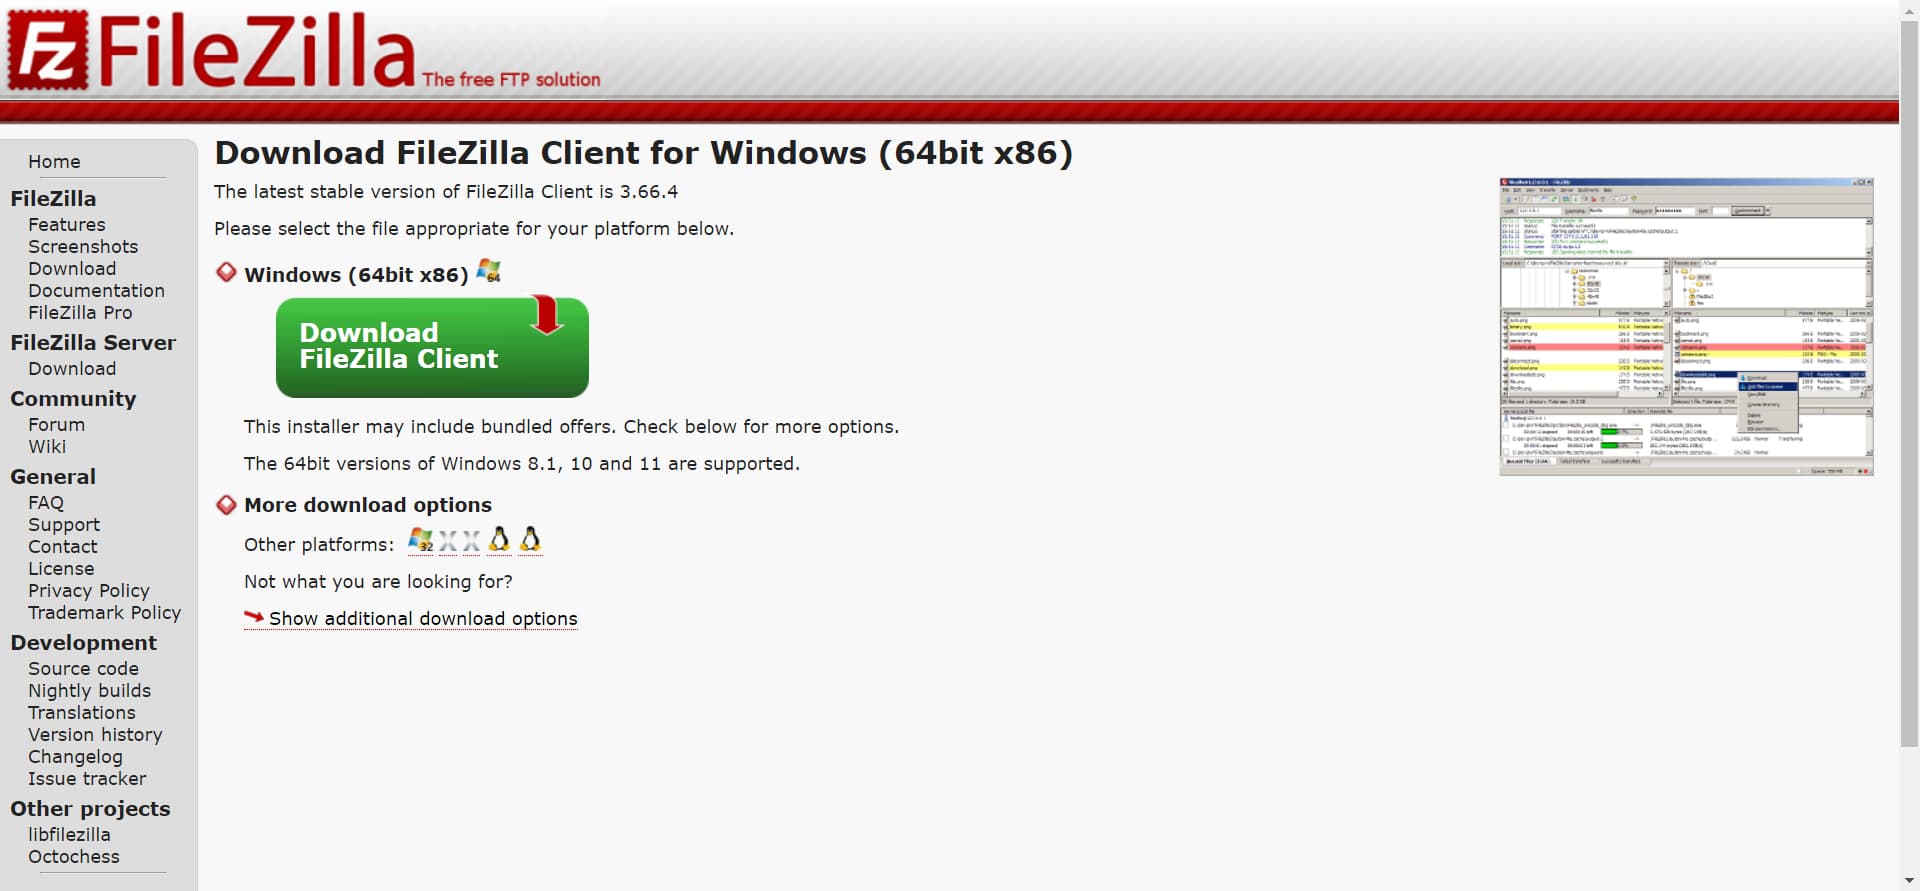 FileZilla
The free FTP solution
Home
FileZilla
Features
Screenshots
Download
Documentation
FileZilla Pro
FileZilla Server
Download
Community
Forum
Wiki
General
FAQ
Support
Contact
License
Privacy Policy
Trademark Policy
Development
Source code
Nightly builds
Translations
Version history
Changelog
Issue tracker
Other projects
libfilezilla
Octochess
Download FileZilla Client for Windows (64bit x86)
The latest stable version of FileZilla Client is 3.66.4
Please select the file appropriate for your platform below.
Windows (64bit x86) 64
Download
FileZilla Client
This installer may include bundled offers. Check below for more options.
The 64bit versions of Windows 8.1, 10 and 11 are supported.
More download options
Other platforms: 32
Not what you are looking for?
Show additional download options